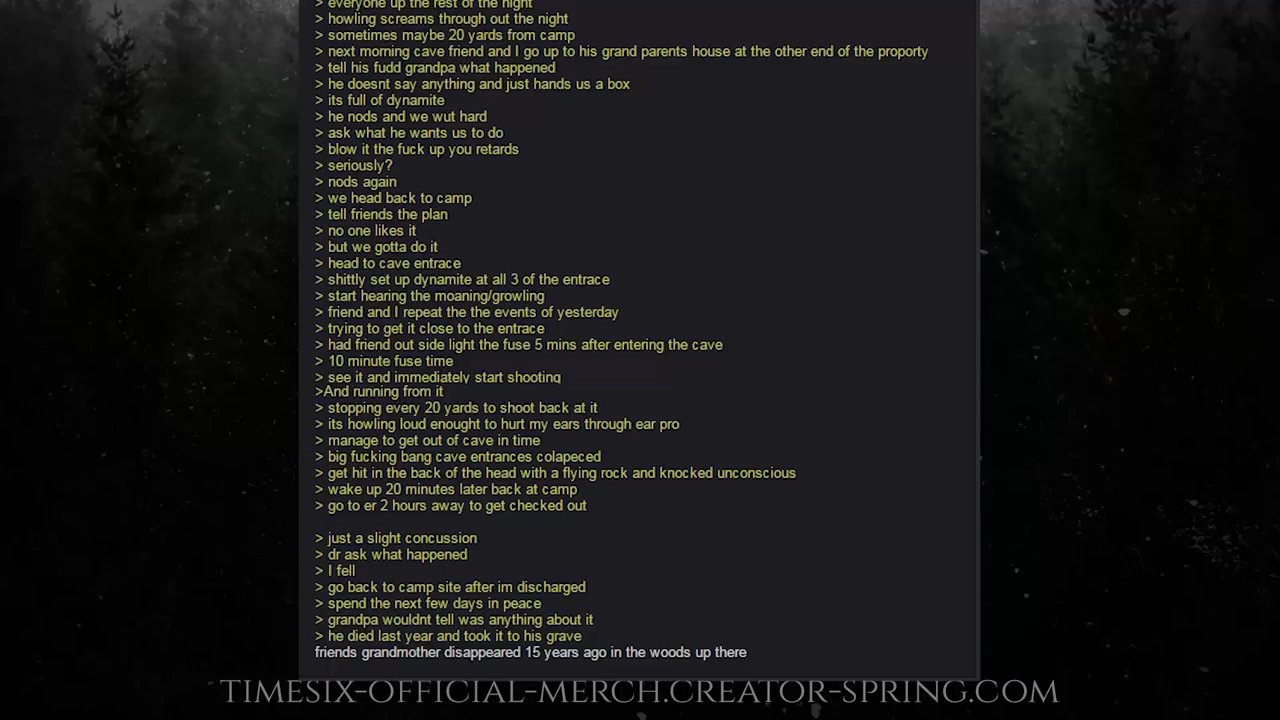 > everyone up the rest of the night
> howling screams through out the night
> sometimes maybe 20 yards from camp
> next morning cave friend and I go up to his grand parents house at the other end of the proporty
> tell his fudd grandpa what happened
> he doesnt say anything and just hands us a box
> its full of dynamite
> he nods and we wut hard
> ask what he wants us to do
> blow it the fuck up you retards
> seriously?
> nods again
> we head back to camp
> tell friends the plan
> no one likes it
> but we gotta do it
> head to cave entrace
> shittly set up dynamite at all 3 of the entrace
> start hearing the moaning/growling
> friend and I repeat the the events of yesterday
> trying to get it close to the entrace
> had friend out side light the fuse 5 mins after entering the cave
> 10 minute fuse time
> see it and immediately start shooting
>And running from it
> stopping every 20 yards to shoot back at it
> its howling loud enought to hurt my ears through ear pro
> manage to get out of cave in time
> big fucking bang cave entrances colapeced
> get hit in the back of the head with a flying rock and knocked unconscious
> wake up 20 minutes later back at camp
> go to er 2 hours away to get checked out
> just a slight concussion
> dr ask what happened
> I fell
> go back to camp site after im discharged
> spend the next few days in peace
> grandpa wouldnt tell was anything about it
> he died last year and took it to his grave
friends grandmother disappeared 15 years ago in the woods up there
TIMESIX-OFFICIAL-MERCH.CREATOR-SPRING.COM